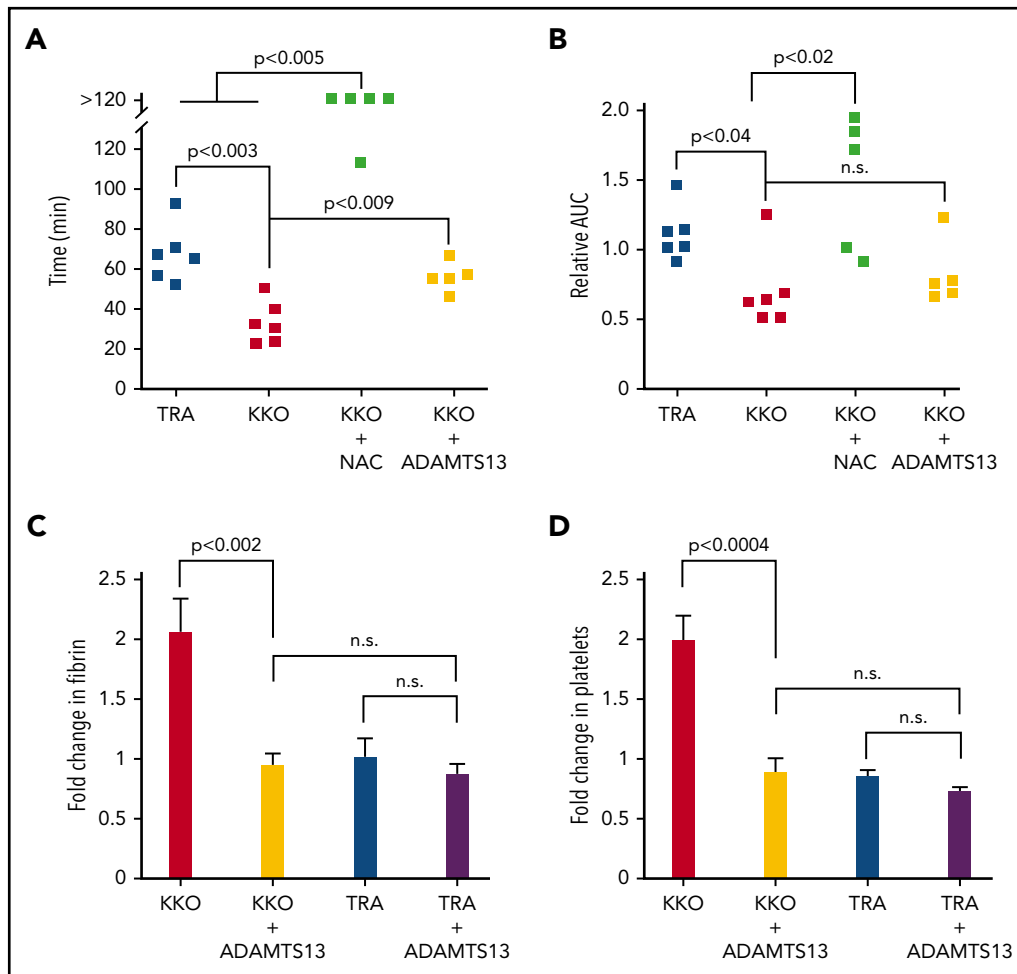 A
p<0.005
>120
p<0.003
120
100
p<0.009
80
60
40
20
0
Time (min)
TRA
KKO
KKO
+
NAC
KKO
+
ADAMTS13
B
p<0.02
2.0
p<0.04
n.s.
1.5
1.0
0.5
0
Relative AUC
TRA
KKO
KKO
+
NAC
KKO
+
ADAMTS13
C
p<0.002
2.5
2
n.s.
n.s.
1
1
0.5
0
Fold change in fibrin
KKO
KKO
+
ADAMTS13
TRA
TRA
+
ADAMTS13
D
p<0.0004
2.5
2
n.s.
n.s.
1
1
0.5
0
Fold change in platelets
KKO
KKO
+
ADAMTS13
TRA
TRA
+
ADAMTS13